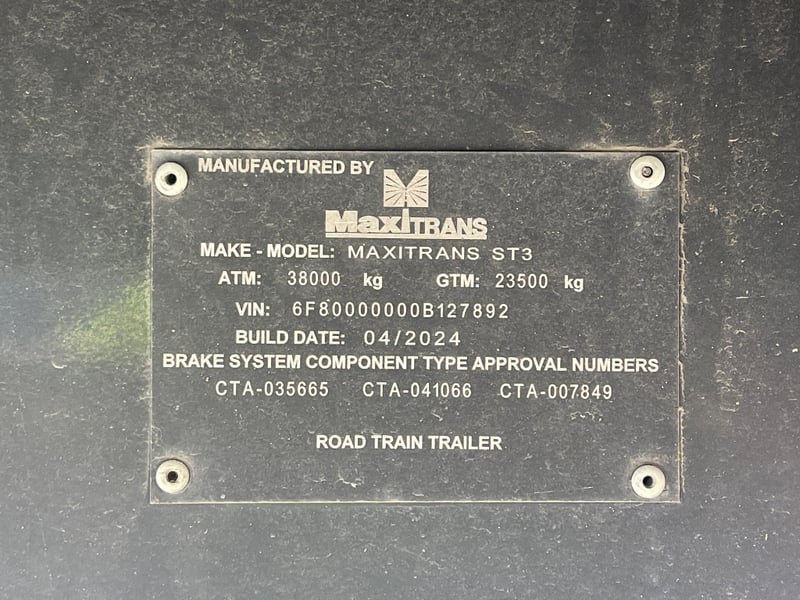 MANUFACTURED BY
MaxiTRANS
MAKE - MODEL: MAXITRANS ST3
ATM: 38000 kg GTM: 23500 kg
VIN: 6F80000000B127892
BUILD DATE: 04/2024
BRAKE SYSTEM COMPONENT TYPE APPROVAL NUMBERS
CTA-035665 CTA-041066 CTA-007849
ROAD TRAIN TRAILER